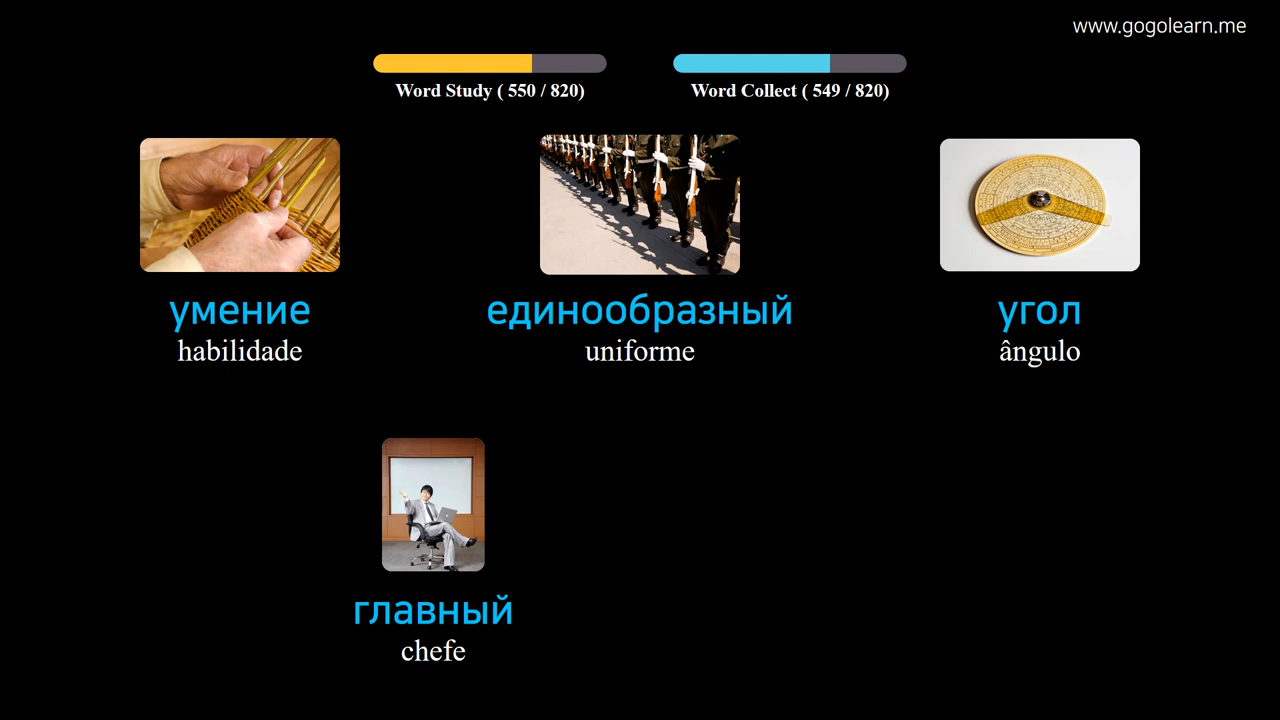 www.gogolearn.me
Word Study ( 550 / 820)
Word Collect ( 549 / 820)
умение
habilidade
единообразный
uniforme
угол
ângulo
главный
chefe